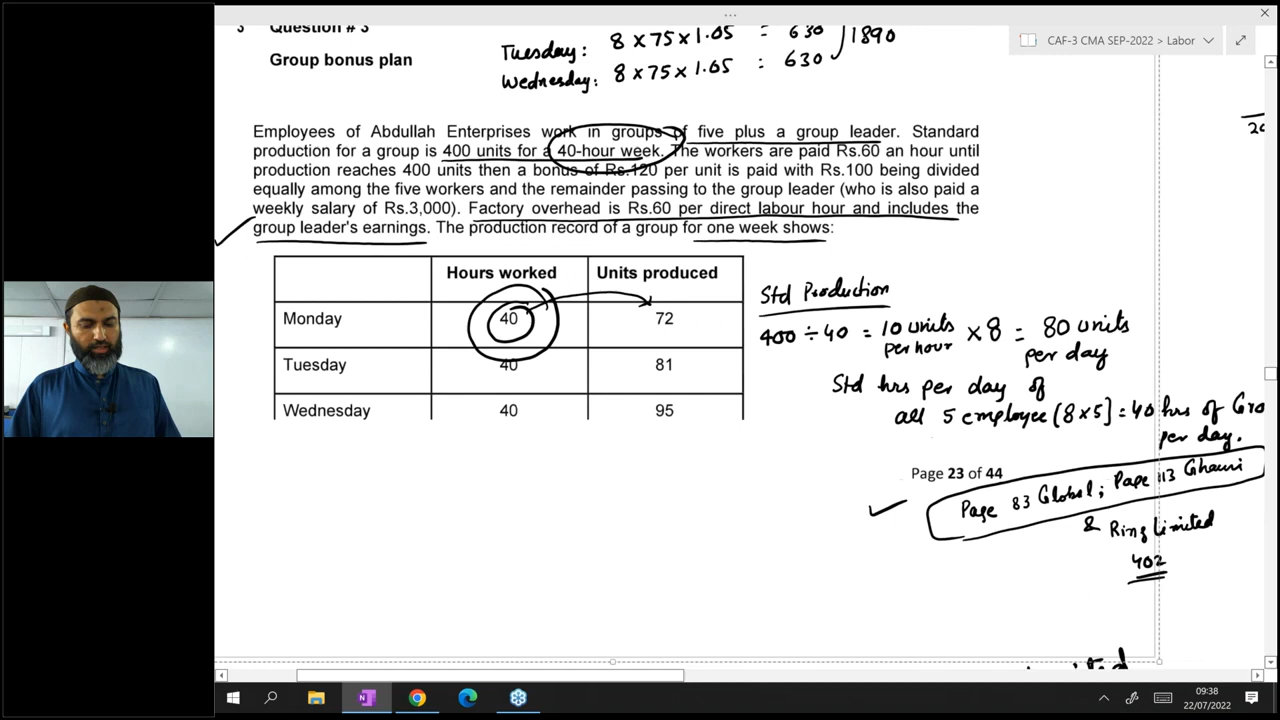 3 Question # 3
Group bonus plan
Tuesday: 8 × 75 × 1.05 = 630
Wednesday: 8 × 75 × 1.05 : 630
1890
CAF-3 CMA SEP-2022 > Labor
Employees of Abdullah Enterprises work in groups of five plus a group leader. Standard
production for a group is 400 units for a 40-hour week. The workers are paid Rs.60 an hour until
production reaches 400 units then a bonus of Rs.120 per unit is paid with Rs.100 being divided
equally among the five workers and the remainder passing to the group leader (who is also paid a
weekly salary of Rs.3,000). Factory overhead is Rs.60 per direct labour hour and includes the
group leader's earnings. The production record of a group for one week shows:
Hours worked Units produced
Monday 40 72
Tuesday 40 81
Wednesday 40 95
Std Production
400 ÷ 40 = 10 units per hour × 8 = 80 units per day
Std hrs per day of
all 5 employee (8 × 5) = 40 hrs of Gro
per day.
Page 23 of 44
Page 83 Global; Page 113 Ghauri
& Ring Limited
402
09:38
22/07/2022